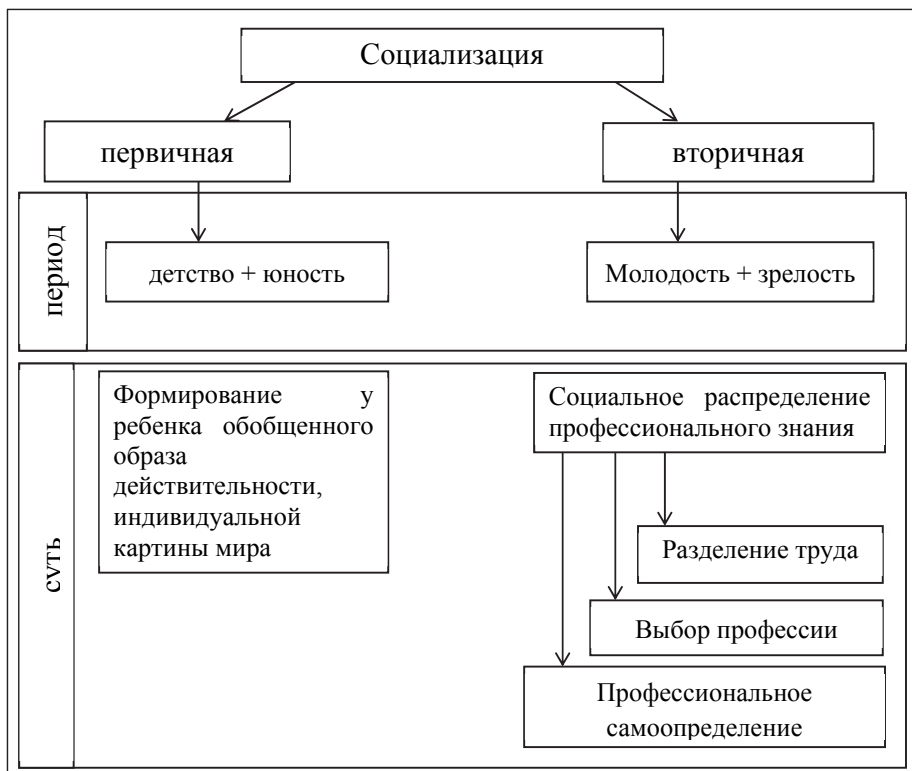 Социализация
первичная
вторичная
период
детство + юность
Молодость + зрелость
суть
Формирование у
ребенка обобщенного
образа
действительности,
индивидуальной
картины мира
Социальное распределение
профессионального знания
Разделение труда
Выбор профессии
Профессиональное
самоопределение